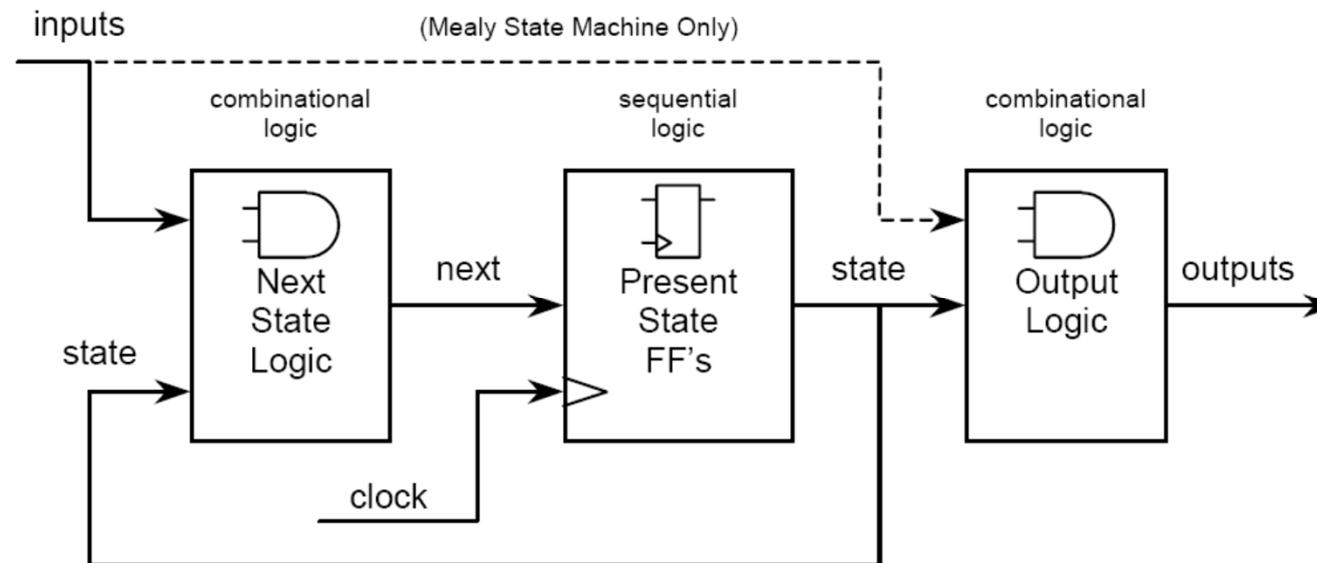 inputs
(Mealy State Machine Only)
combinational
logic
sequential
logic
combinational
logic
Next
State
Logic
next
Present
State
FF's
state
Output
Logic
outputs
state
clock